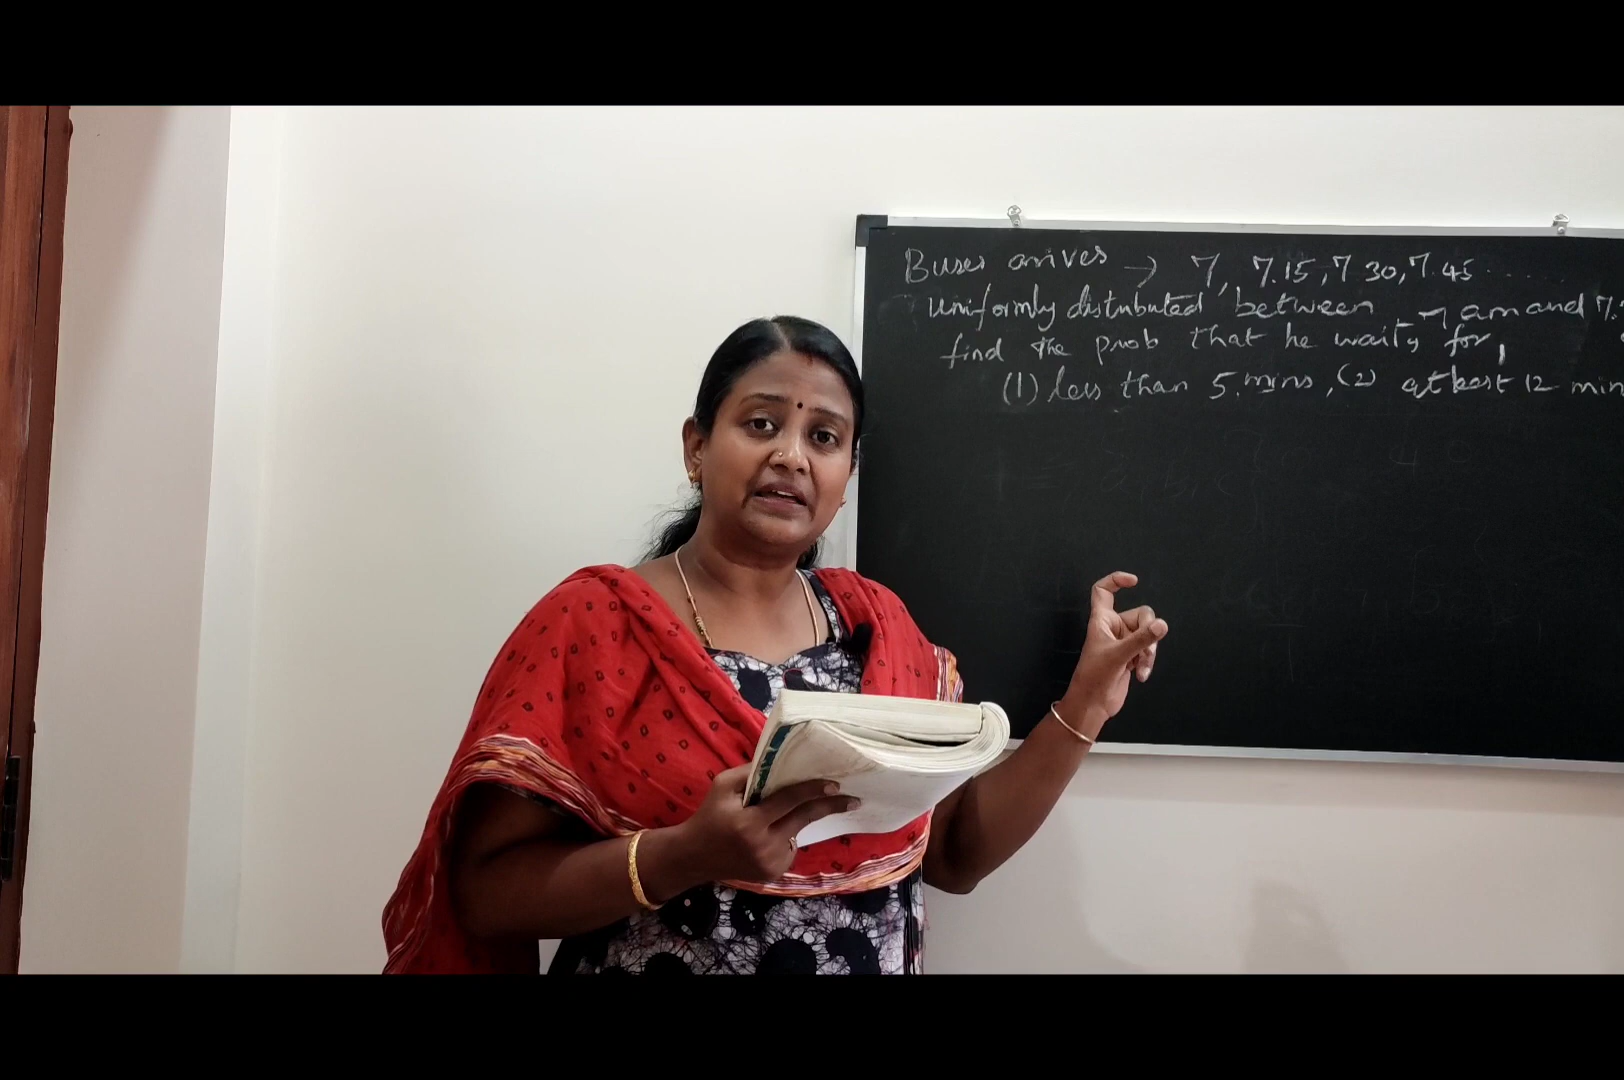 Buses arrives → 7, 7.15, 7 30, 7.45 .....
Uniformly distributed between 7 am and 7.
find the prob that he waits for,
(1) less than 5 mins, (2) atleast 12 min